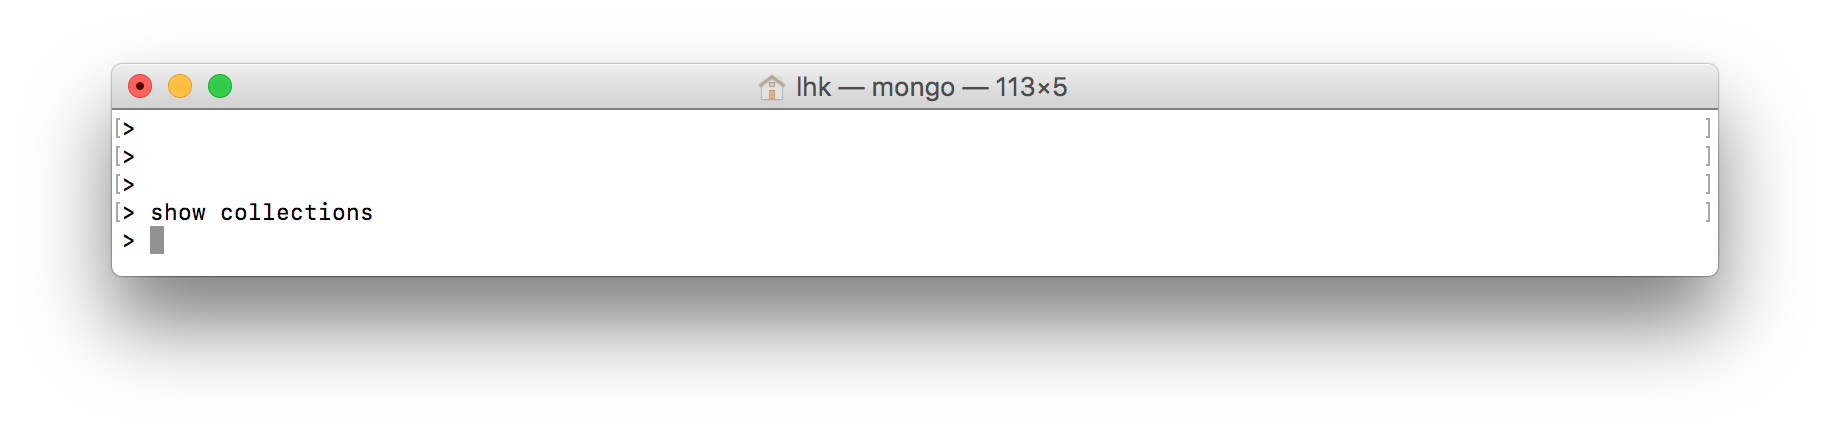 lhk — mongo — 113×5
[> ]
[> ]
[> ]
[> show collections ]
>